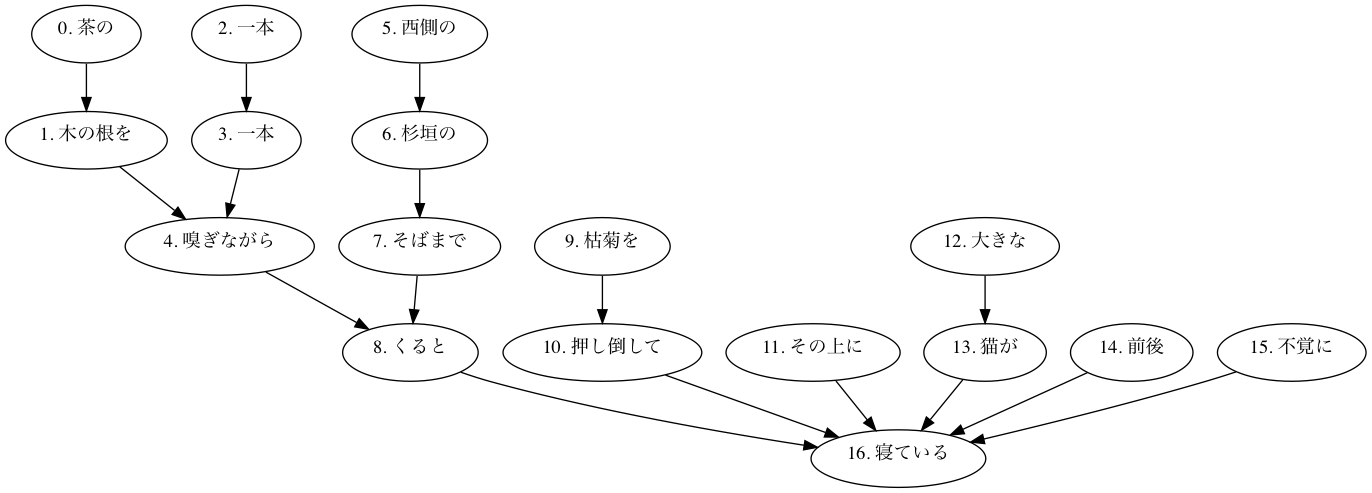 0. 茶の
2. 一本
5. 西側の
1. 木の根を
3. 一本
6. 杉垣の
4. 嗅ぎながら
7. そばまで
9. 枯菊を
12. 大きな
8. くると
10. 押し倒して
11. その上に
13. 猫が
14. 前後
15. 不覚に
16. 寝ている